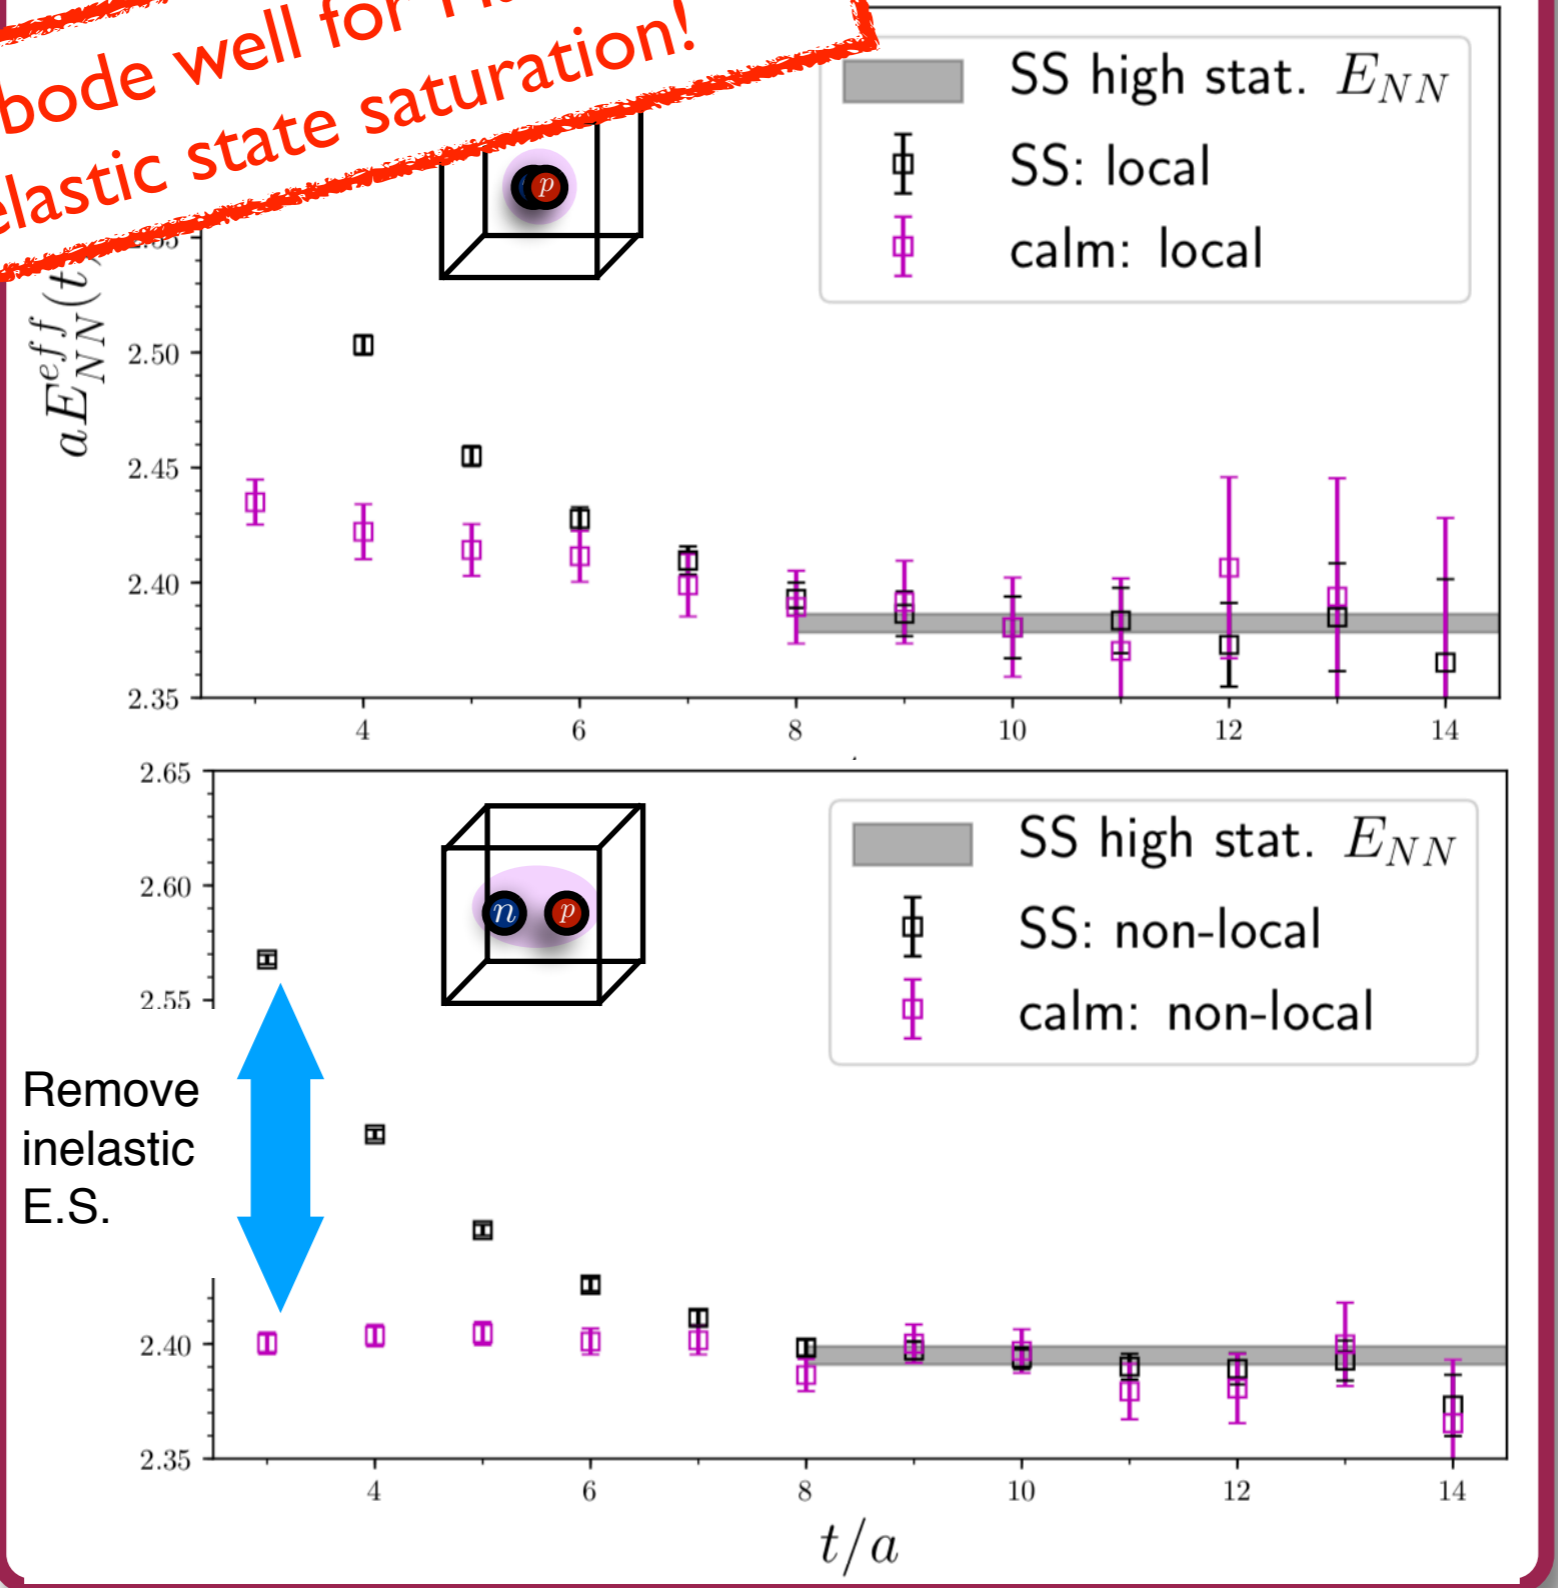 bode well for
elastic state saturation!
SS high stat. E_{NN}
SS: local
calm: local
p
aE_{NN}^{eff}(t
2.50
2.45
2.40
2.35
4 6 8 10 12 14
2.65
2.60
2.55
2.40
2.35
SS high stat. E_{NN}
SS: non-local
calm: non-local
n p
Remove
inelastic
E.S.
4 6 8 10 12 14
t/a